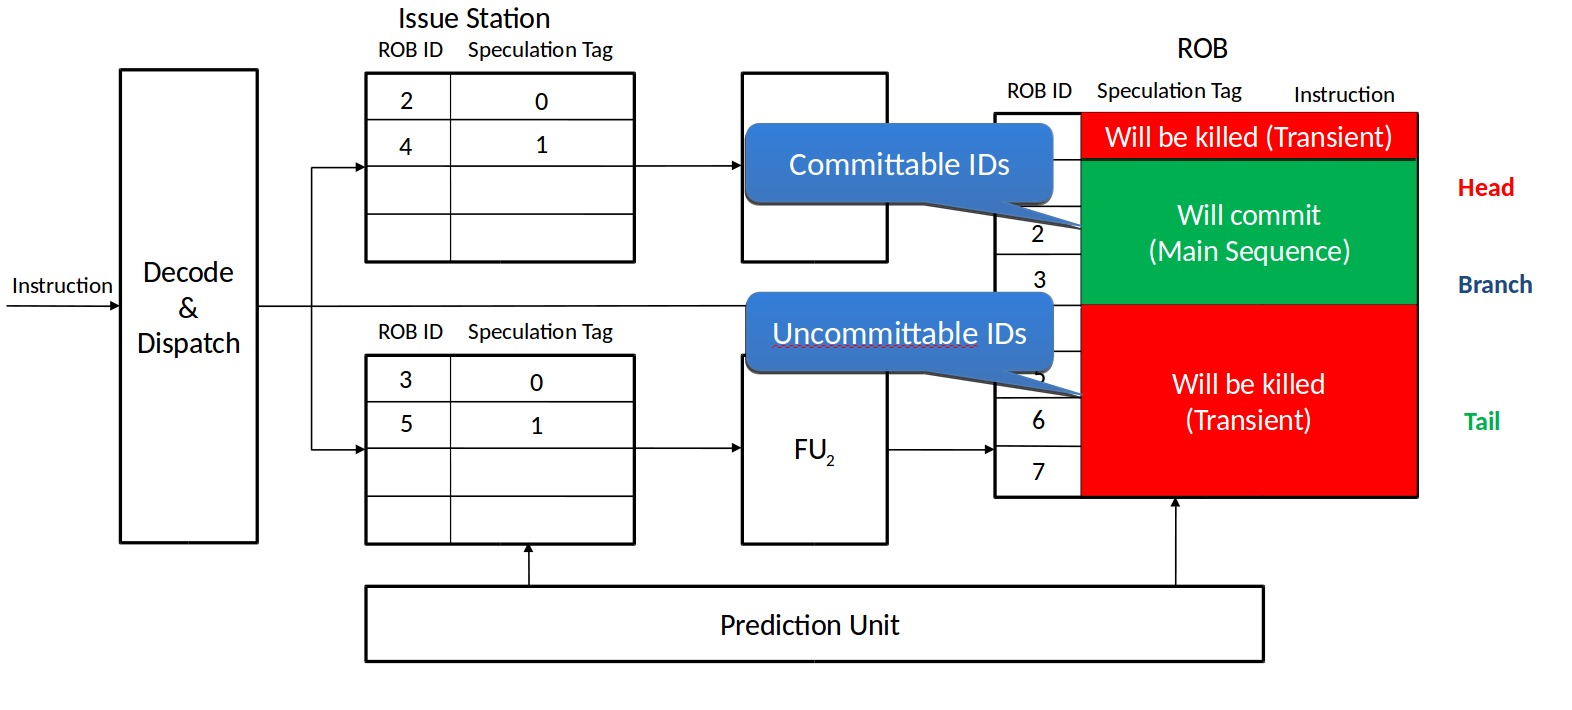 Issue Station
ROB ID Speculation Tag
2 0
4 1
ROB
ROB ID Speculation Tag Instruction
Will be killed (Transient)
Committable IDs
Head
Will commit
(Main Sequence)
2
3
Branch
Instruction
Decode
&
Dispatch
ROB ID Speculation Tag
3 0
5 1
Uncommittable IDs
5
Will be killed
(Transient)
6
7
Tail
FU2
Prediction Unit